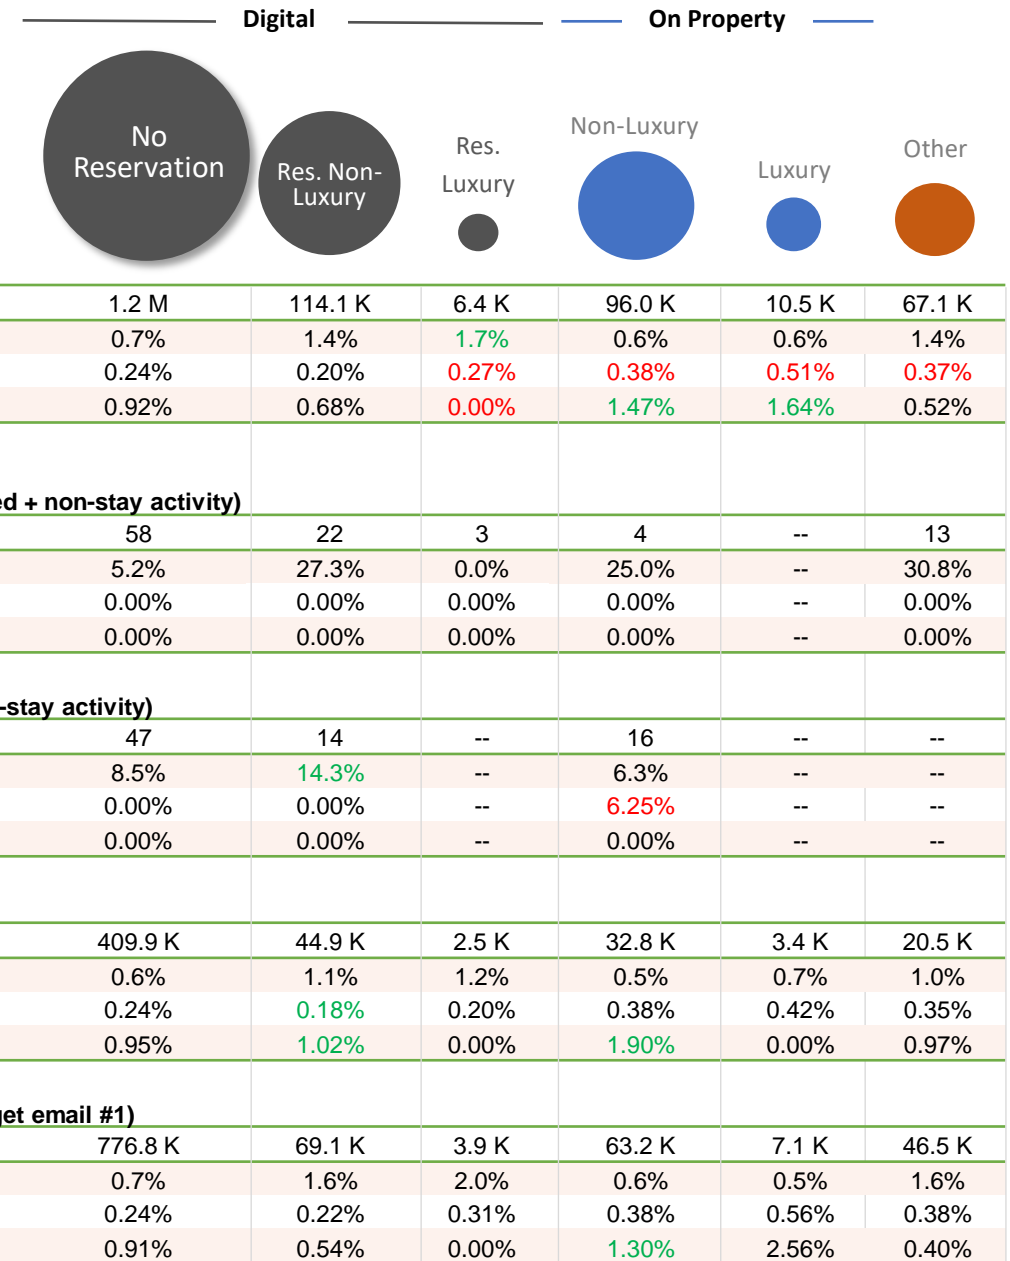 Digital On Property
No
Reservation
Res. Non-
Luxury
Res.
Luxury
Non-Luxury
Luxury
Other
1.2 M 114.1 K 6.4 K 96.0 K 10.5 K 67.1 K
0.7% 1.4% 1.7% 0.6% 0.6% 1.4%
0.24% 0.20% 0.27% 0.38% 0.51% 0.37%
0.92% 0.68% 0.00% 1.47% 1.64% 0.52%
ed + non-stay activity)
58 22 3 4 -- 13
5.2% 27.3% 0.0% 25.0% -- 30.8%
0.00% 0.00% 0.00% 0.00% -- 0.00%
0.00% 0.00% 0.00% 0.00% -- 0.00%
-stay activity)
47 14 -- 16 -- --
8.5% 14.3% -- 6.3% -- --
0.00% 0.00% -- 6.25% -- --
0.00% 0.00% -- 0.00% -- --
409.9 K 44.9 K 2.5 K 32.8 K 3.4 K 20.5 K
0.6% 1.1% 1.2% 0.5% 0.7% 1.0%
0.24% 0.18% 0.20% 0.38% 0.42% 0.35%
0.95% 1.02% 0.00% 1.90% 0.00% 0.97%
get email #1)
776.8 K 69.1 K 3.9 K 63.2 K 7.1 K 46.5 K
0.7% 1.6% 2.0% 0.6% 0.5% 1.6%
0.24% 0.22% 0.31% 0.38% 0.56% 0.38%
0.91% 0.54% 0.00% 1.30% 2.56% 0.40%